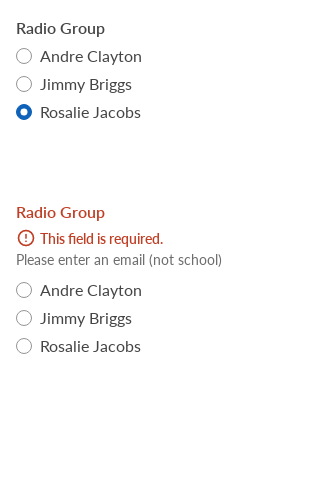 Radio Group
Andre Clayton
Jimmy Briggs
Rosalie Jacobs
Radio Group
This field is required.
Please enter an email (not school)
Andre Clayton
Jimmy Briggs
Rosalie Jacobs